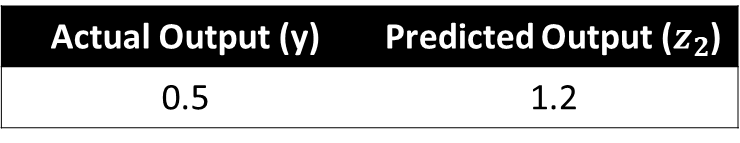 Actual Output (y) Predicted Output (z₂)
0.5 1.2